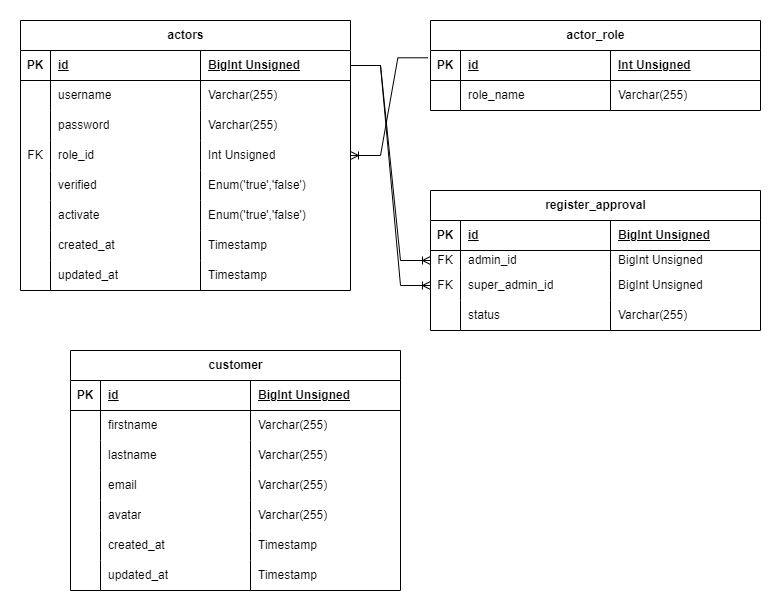 actors
PK id BigInt Unsigned
username Varchar(255)
password Varchar(255)
FK role_id Int Unsigned
verified Enum('true','false')
activate Enum('true','false')
created_at Timestamp
updated_at Timestamp
actor_role
PK id Int Unsigned
role_name Varchar(255)
register_approval
PK id BigInt Unsigned
FK admin_id BigInt Unsigned
FK super_admin_id BigInt Unsigned
status Varchar(255)
customer
PK id BigInt Unsigned
firstname Varchar(255)
lastname Varchar(255)
email Varchar(255)
avatar Varchar(255)
created_at Timestamp
updated_at Timestamp